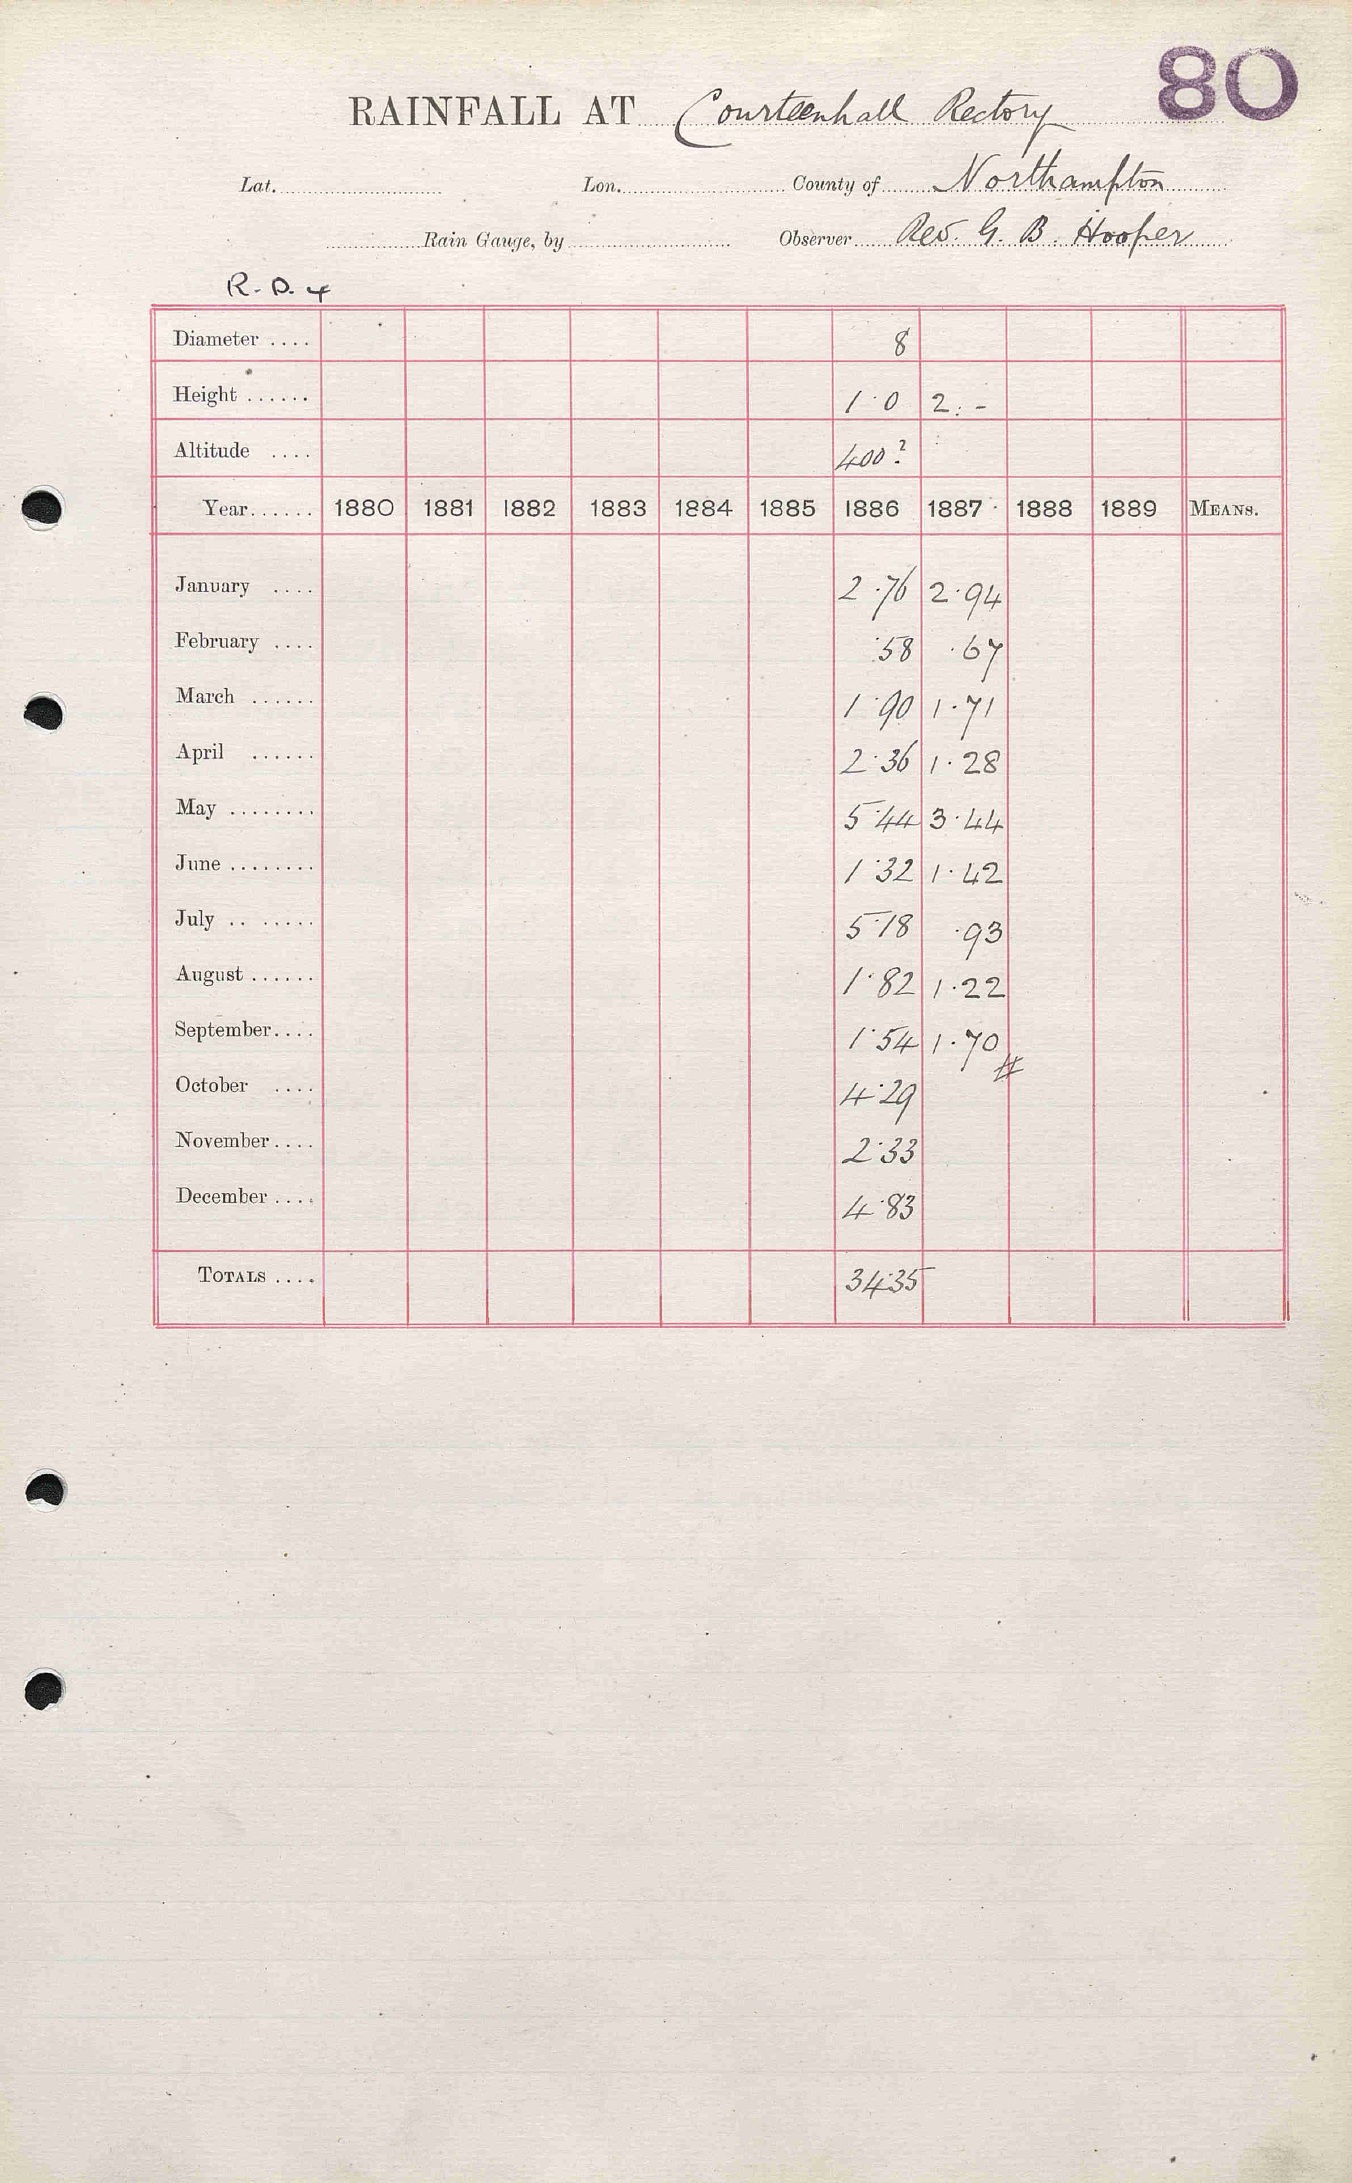 80
RAINFALL AT Courteenhall Rectory
Lat. Lon. County of Northampton
Rain Gauge, by Observer Rev. G. B. Hooper
R. D. 4
Diameter .... 8
Height ...... 1·0 2. -
Altitude .... 400?
Year...... 1880 1881 1882 1883 1884 1885 1886 1887 1888 1889 MEANS.
January .... 2·76 2·94
February .... ·58 ·67
March ...... 1·90 1·71
April ...... 2·36 1·28
May ........ 5·44 3·44
June ........ 1·32 1·42
July .. ...... 5·18 ·93
August ...... 1·82 1·22
September.... 1·54 1·70
October .... 4·29
November.... 2·33
December .... 4·83
TOTALS .... 34·35